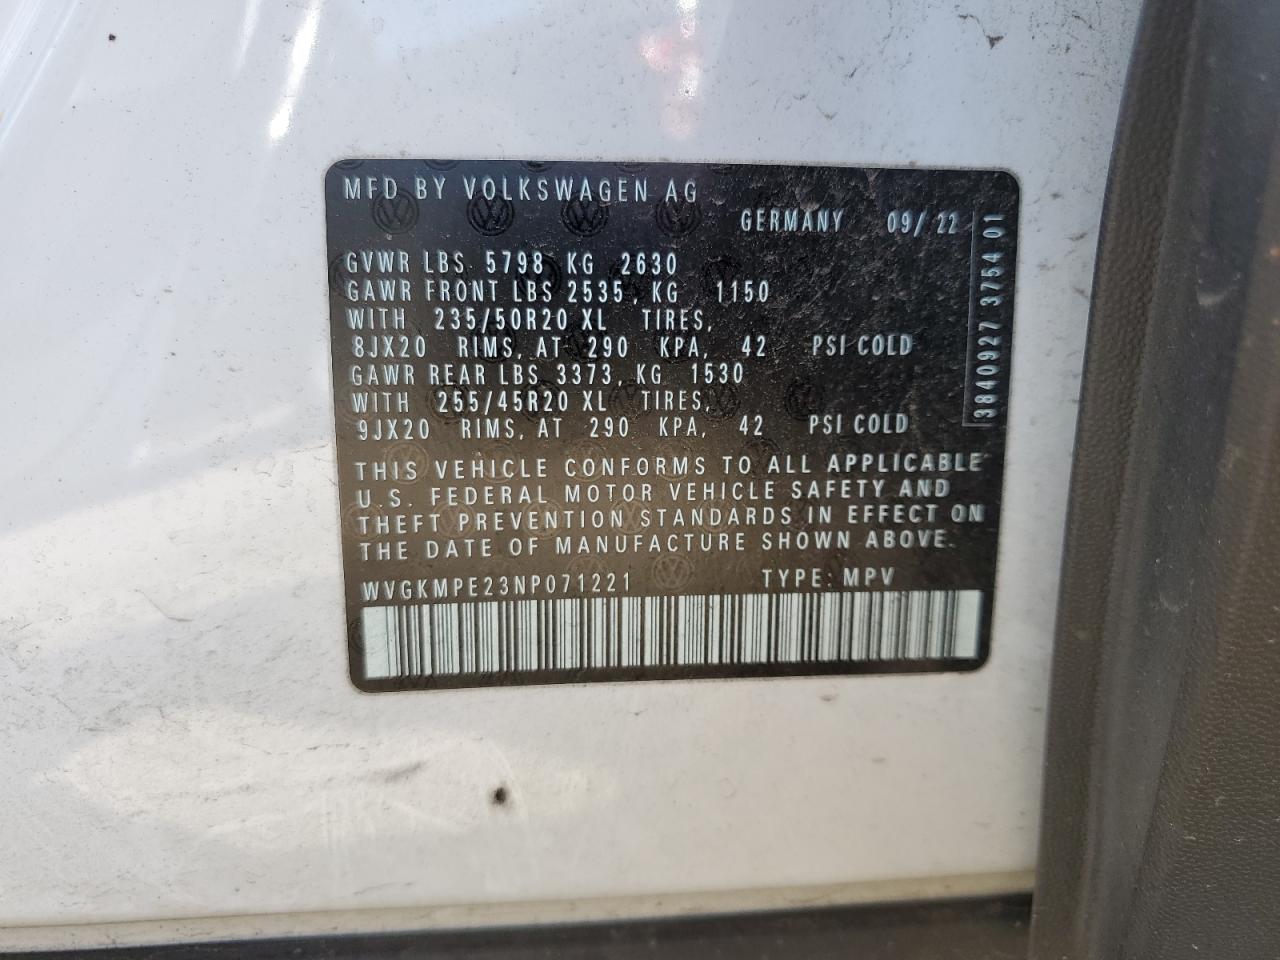 MFD BY VOLKSWAGEN AG
GERMANY 09/ 22
GVWR LBS. 5798 KG 2630
GAWR FRONT LBS 2535, KG 1150
WITH 235/50R20 XL TIRES,
8JX20 RIMS, AT 290 KPA, 42 PSI COLD
GAWR REAR LBS. 3373, KG 1530
WITH 255/45R20 XL TIRES,
9JX20 RIMS, AT 290 KPA, 42 PSI COLD
THIS VEHICLE CONFORMS TO ALL APPLICABLE
U.S. FEDERAL MOTOR VEHICLE SAFETY AND
THEFT PREVENTION STANDARDS IN EFFECT ON
THE DATE OF MANUFACTURE SHOWN ABOVE.
WVGKMPE23NP071221 TYPE: MPV
3840927 375401